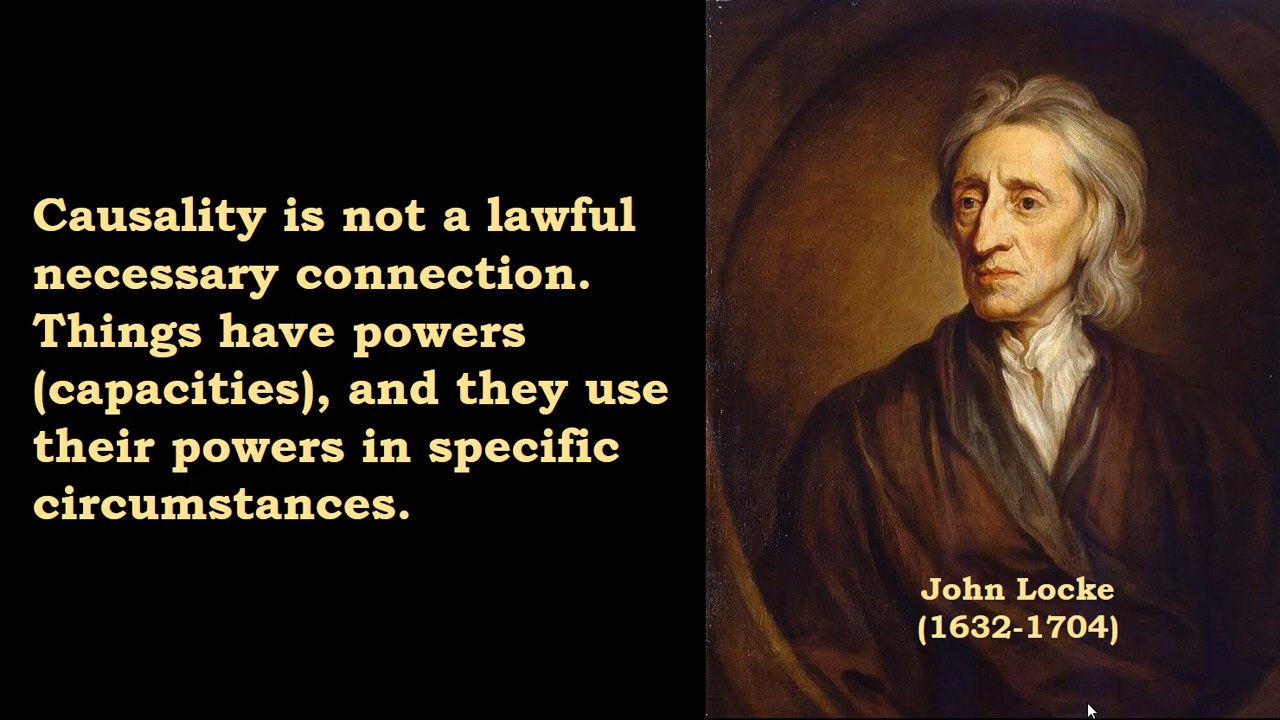 Causality is not a lawful
necessary connection.
Things have powers
(capacities), and they use
their powers in specific
circumstances.
John Locke
(1632-1704)